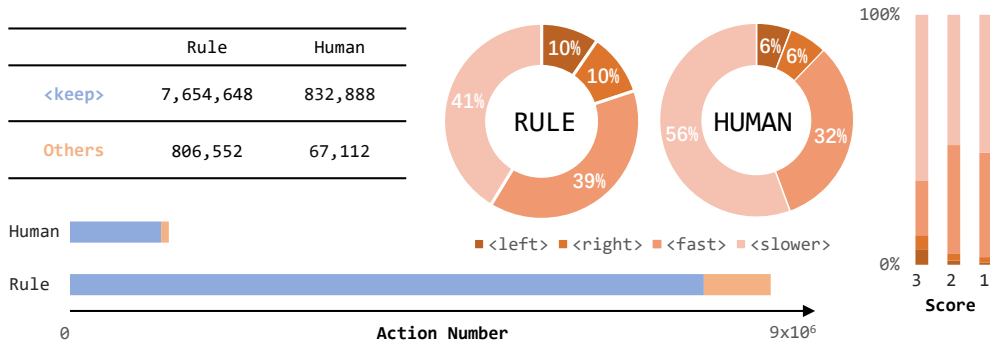 Rule Human
<keep> 7,654,648 832,888
Others 806,552 67,112
10%
10%
39%
41%
RULE
6%
6%
32%
56%
HUMAN
<left> <right> <fast> <slower>
100%
0%
3 2 1
Score
Human
Rule
0 Action Number 9x10⁶